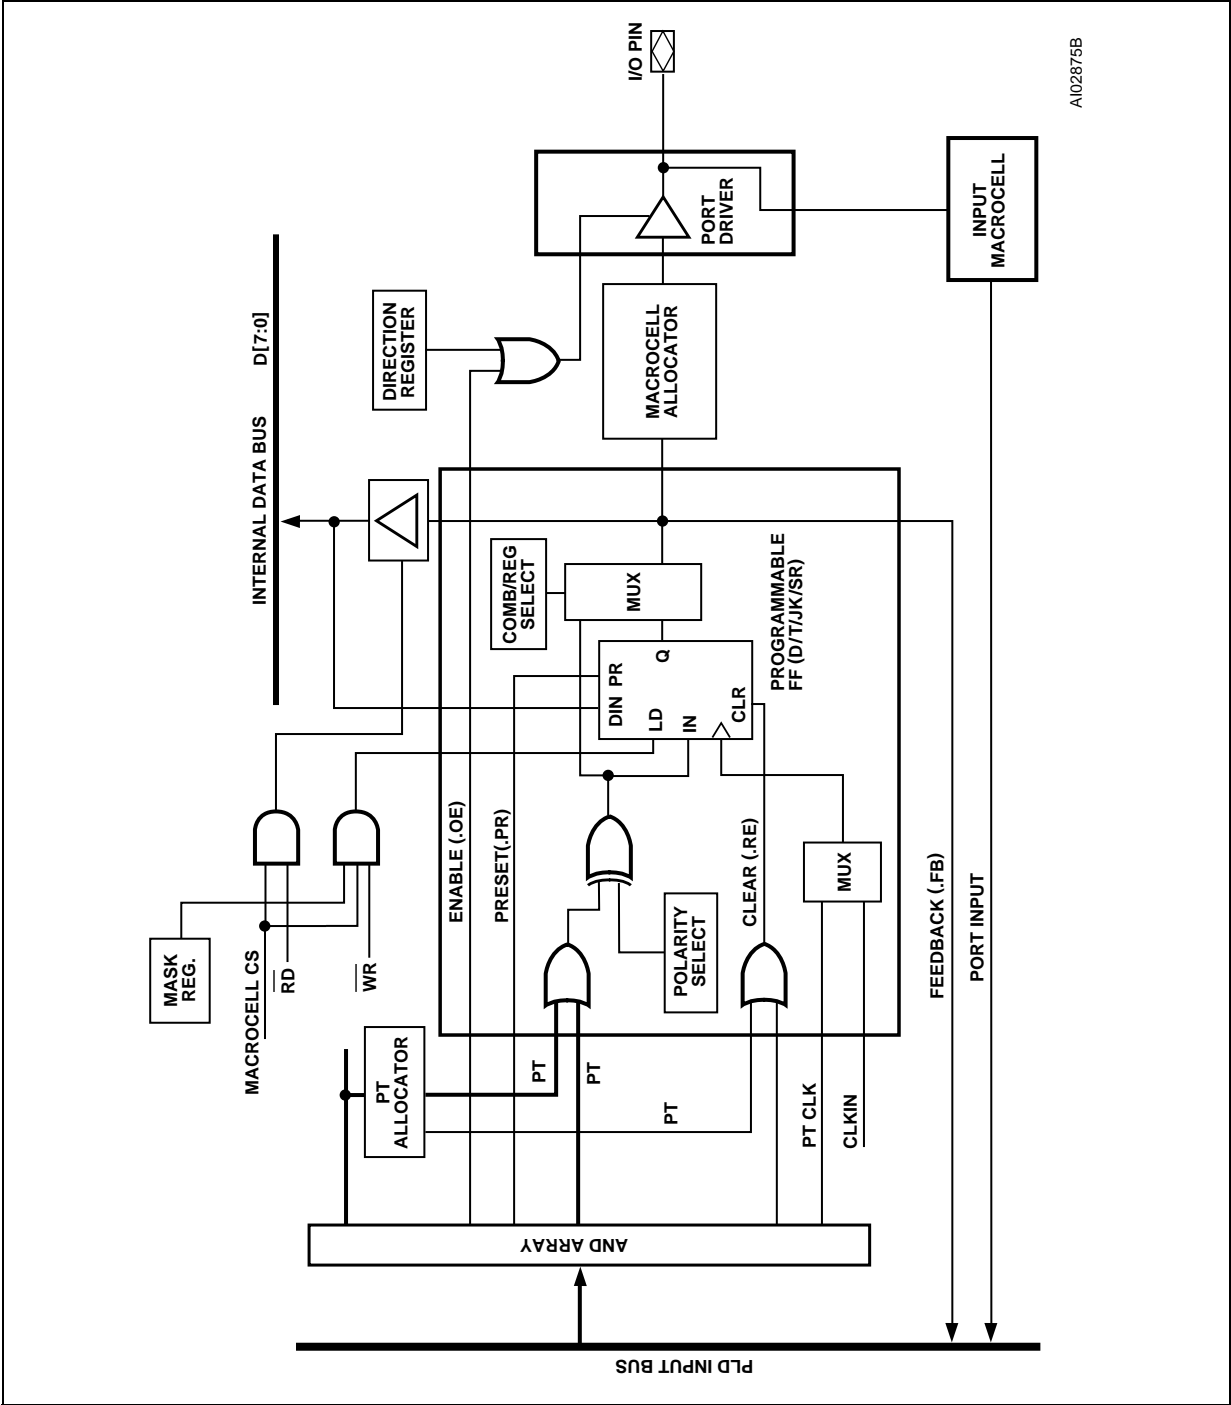 PLD INPUT BUS
AND ARRAY
MASK
REG.
MACROCELL CS
RD
WR
PT
ALLOCATOR
PT
PT
PT
PT CLK
CLKIN
ENABLE (.OE)
PRESET(.PR)
POLARITY
SELECT
CLEAR (.RE)
MUX
FEEDBACK (.FB)
PORT INPUT
INTERNAL DATA BUS D[7:0]
COMB/REG
SELECT
DIN PR
LD
IN
Q
CLR
MUX
PROGRAMMABLE
FF (D/T/JK/SR)
DIRECTION
REGISTER
MACROCELL
ALLOCATOR
PORT
DRIVER
INPUT
MACROCELL
I/O PIN
AI02875B